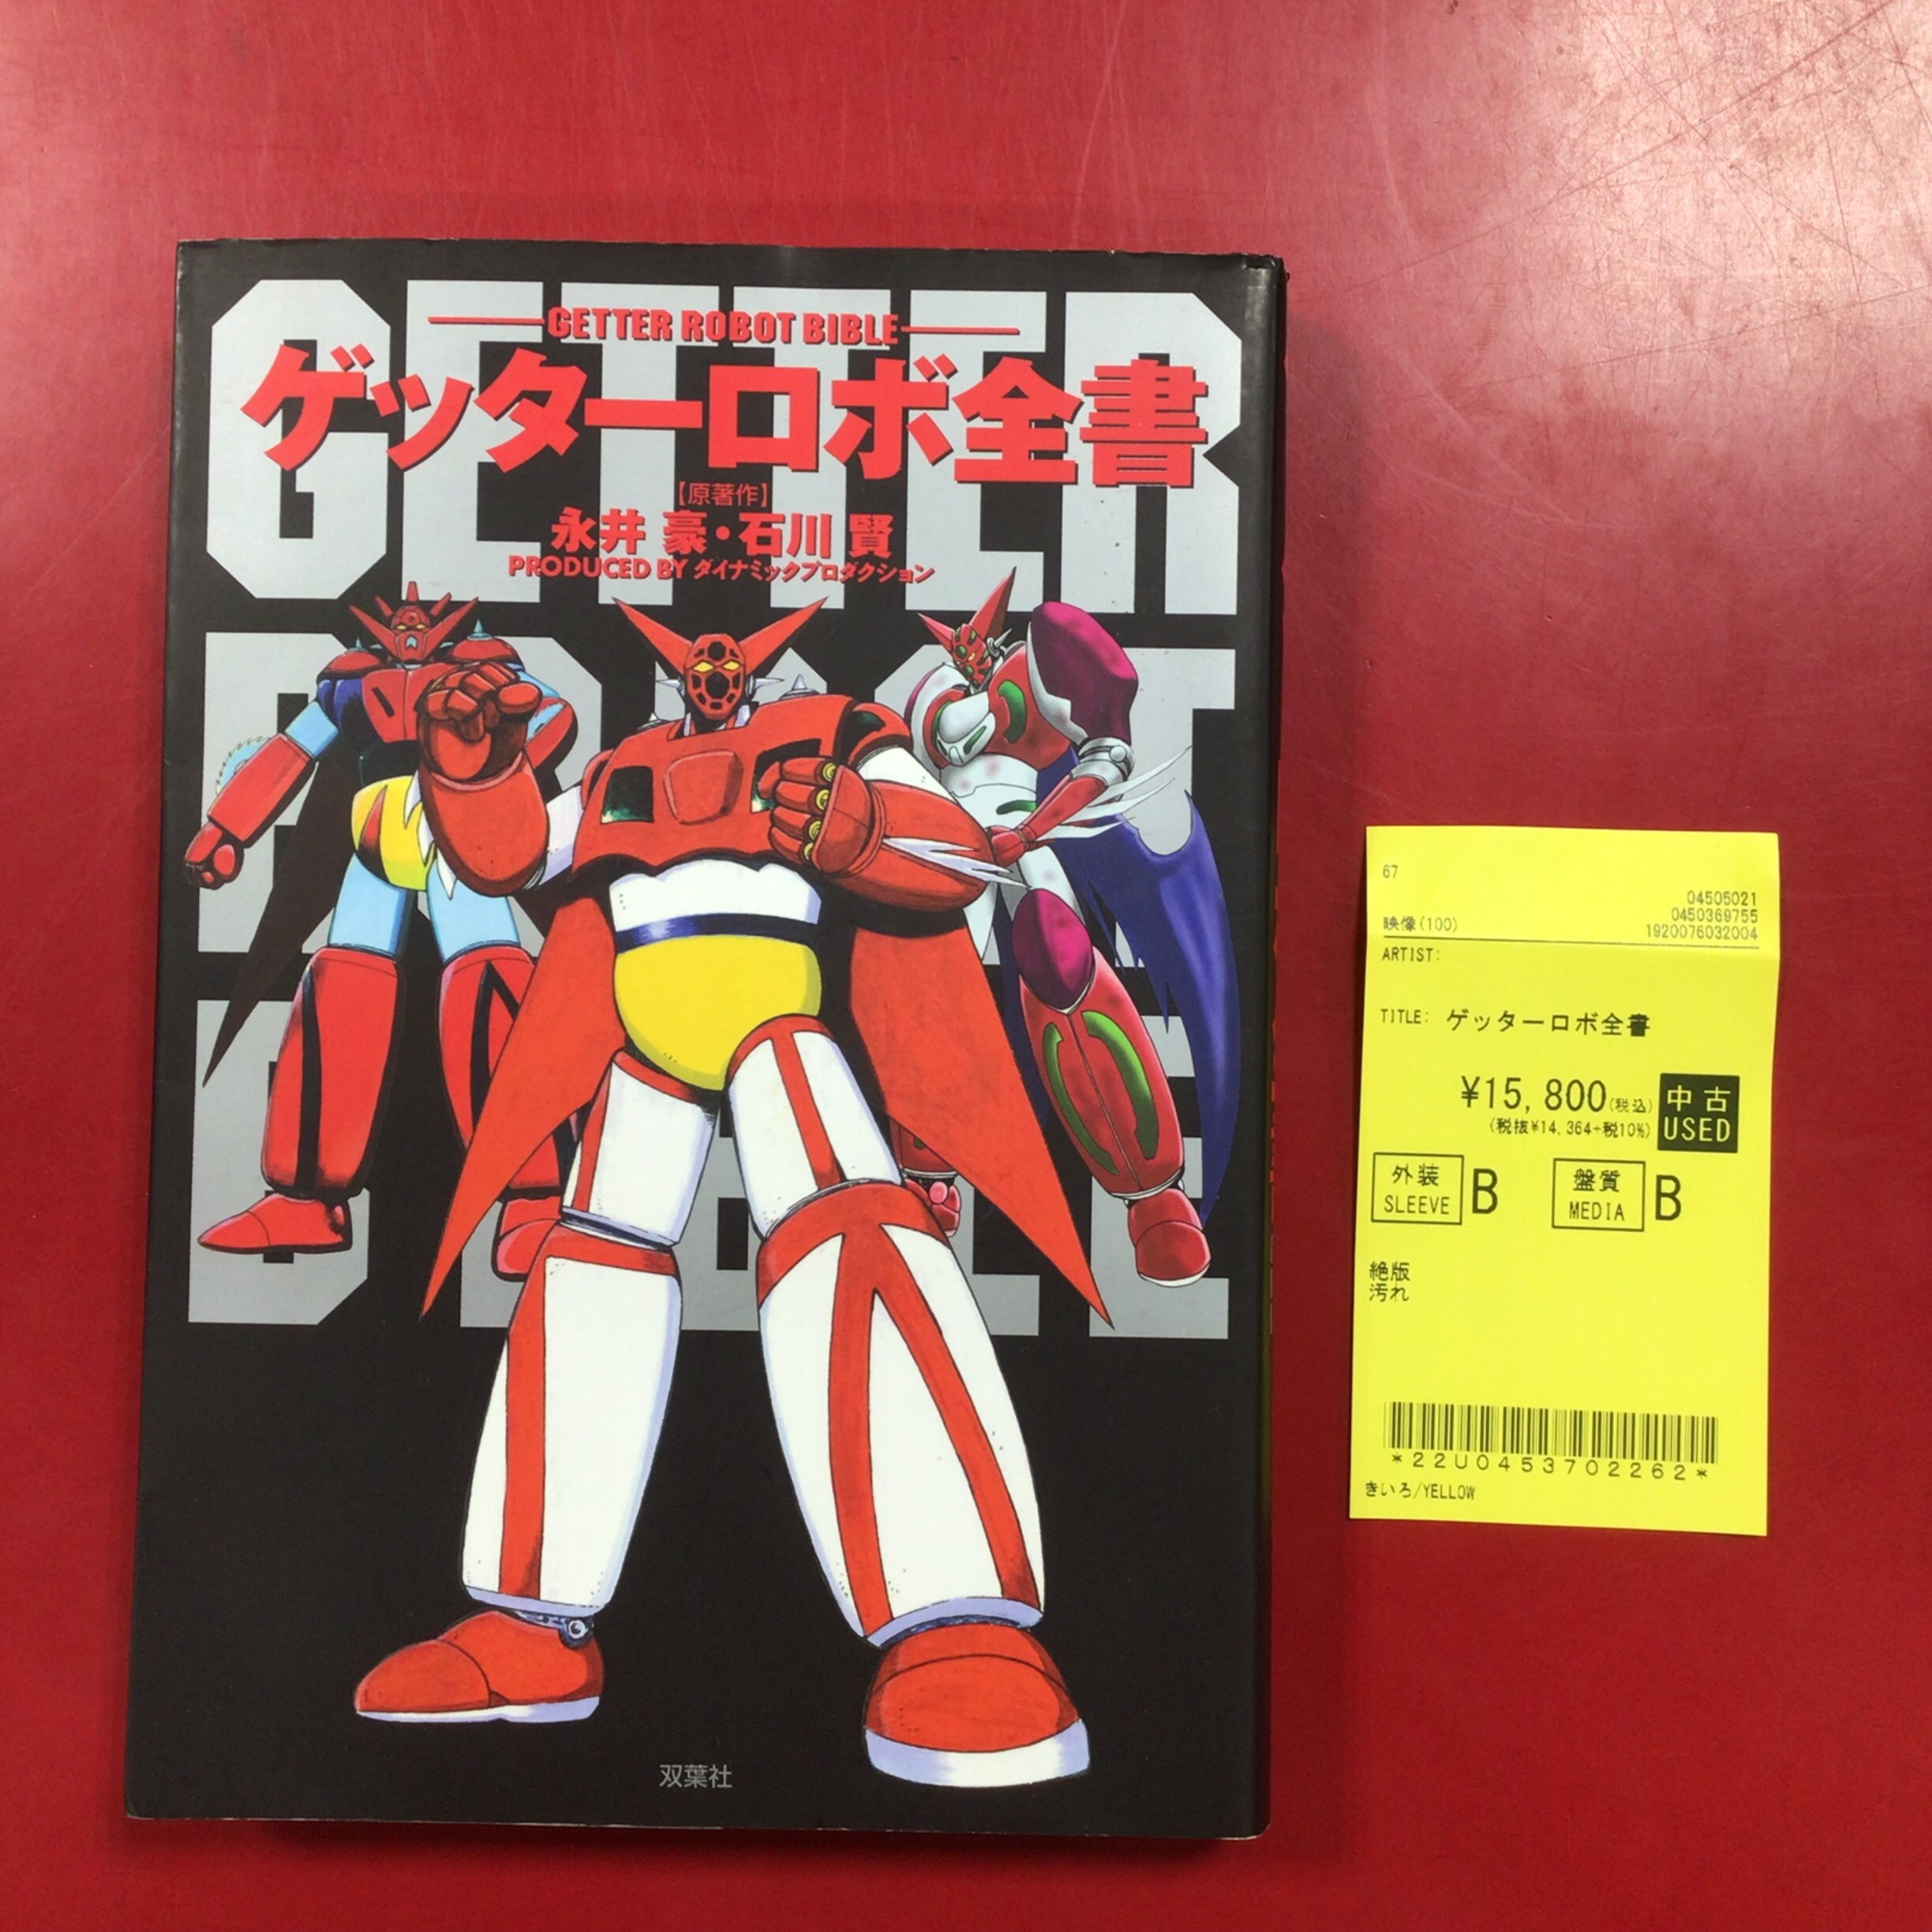 GETTER
ROBOT
BIBLE
GETTER ROBOT BIBLE
ゲッターロボ全書
【原著作】
永井 豪・石川 賢
PRODUCED BY ダイナミックプロダクション
双葉社
67
04505021
0450369755
映像(100)
1920076032004
ARTIST:
TITLE: ゲッターロボ全書
¥15,800(税込)
(税抜¥14,364+税10%)
中古
USED
外装
SLEEVE
B
盤質
MEDIA
B
絶版
汚れ
*22U0453702262*
きいろ/YELLOW